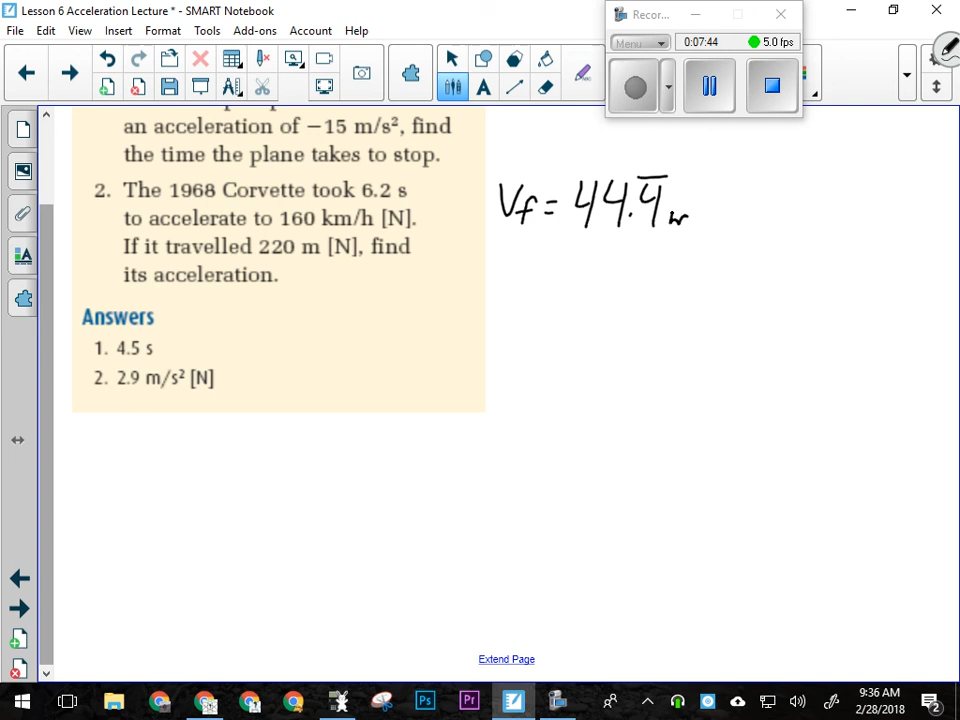 Lesson 6 Acceleration Lecture * - SMART Notebook
File Edit View Insert Format Tools Add-ons Account Help
Recor...
Menu
0:07:44
5.0 fps
an acceleration of −15 m/s², find
the time the plane takes to stop.
2. The 1968 Corvette took 6.2 s
to accelerate to 160 km/h [N].
If it travelled 220 m [N], find
its acceleration.
Answers
1. 4.5 s
2. 2.9 m/s² [N]
Vf = 44.4̅
Extend Page
9:36 AM
2/28/2018
2